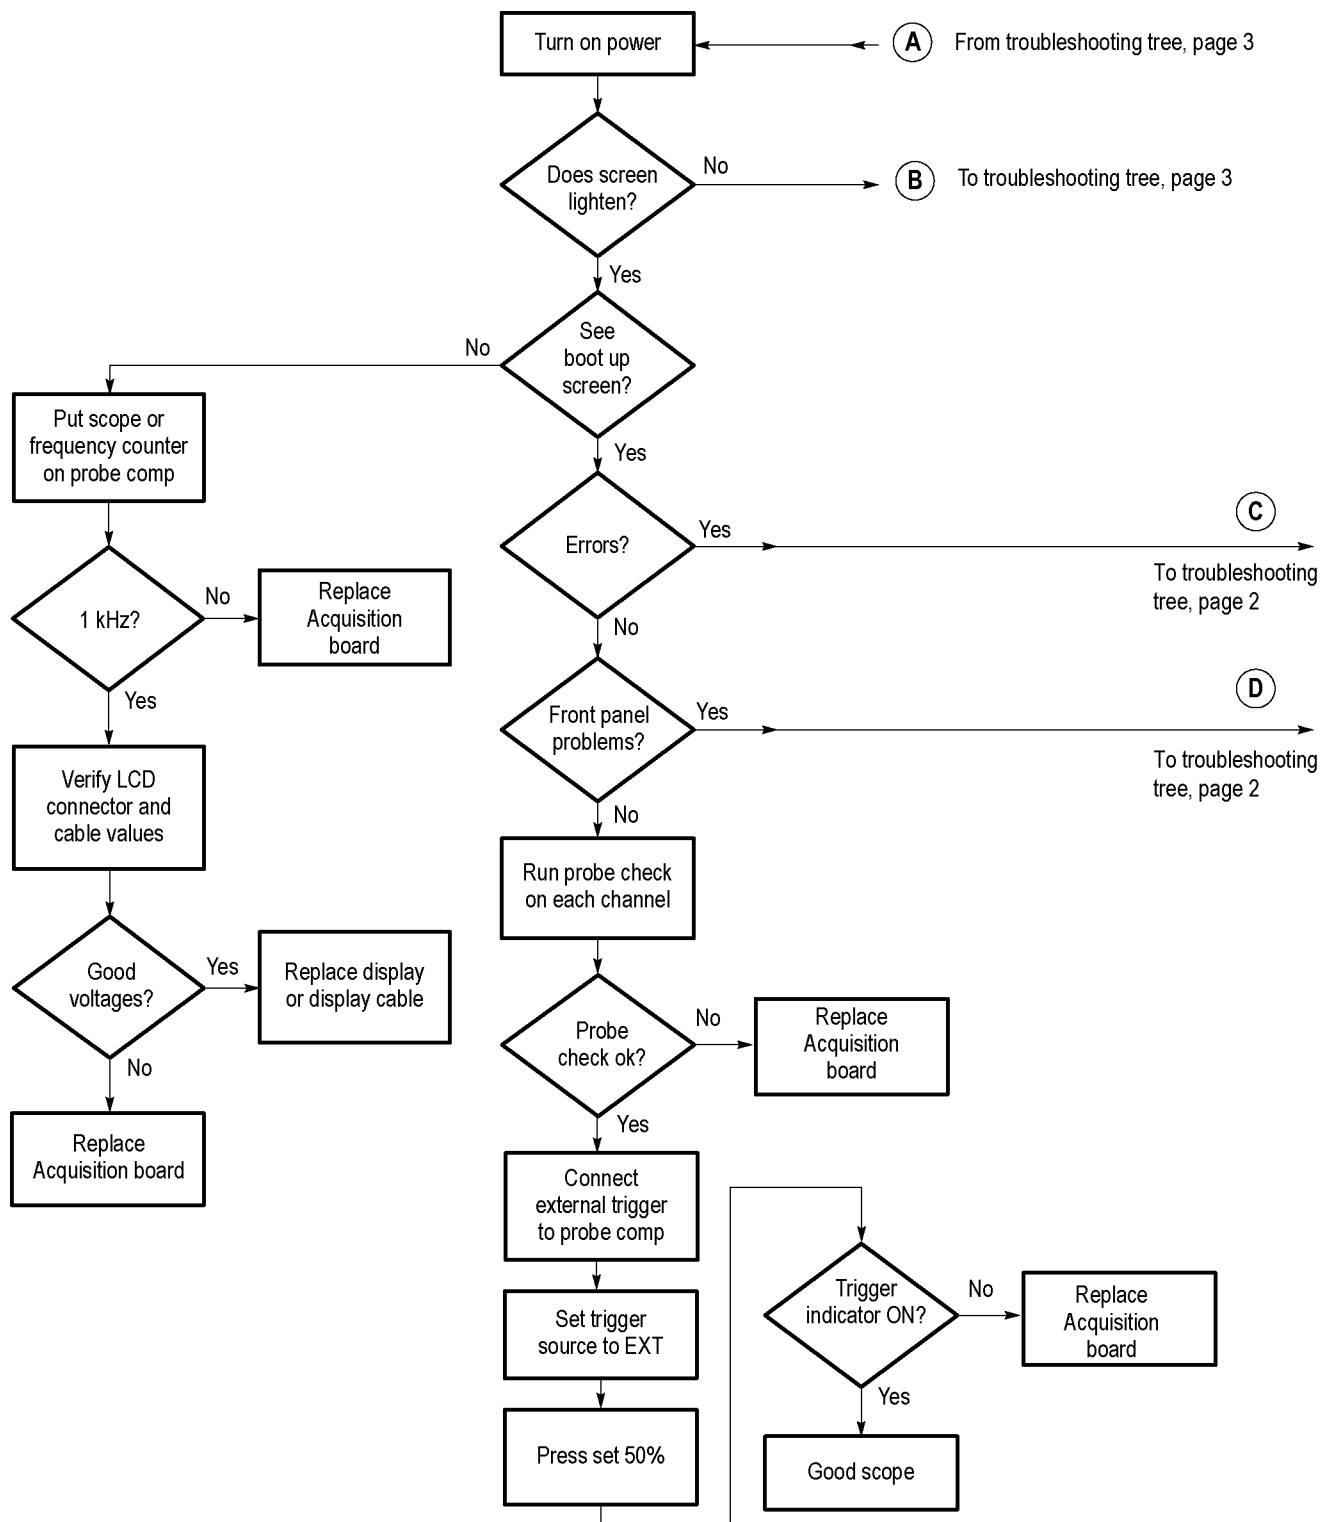 Turn on power
A
From troubleshooting tree, page 3
Does screen
lighten?
No
B
To troubleshooting tree, page 3
Yes
See
boot up
screen?
No
Put scope or
frequency counter
on probe comp
Yes
Errors?
Yes
C
To troubleshooting
tree, page 2
1 kHz?
No
Replace
Acquisition
board
No
Yes
Front panel
problems?
Yes
D
To troubleshooting
tree, page 2
Verify LCD
connector and
cable values
No
Run probe check
on each channel
Good
voltages?
Yes
Replace display
or display cable
No
Probe
check ok?
No
Replace
Acquisition
board
Yes
Replace
Acquisition board
Connect
external trigger
to probe comp
Set trigger
source to EXT
Press set 50%
Trigger
indicator ON?
No
Replace
Acquisition
board
Yes
Good scope